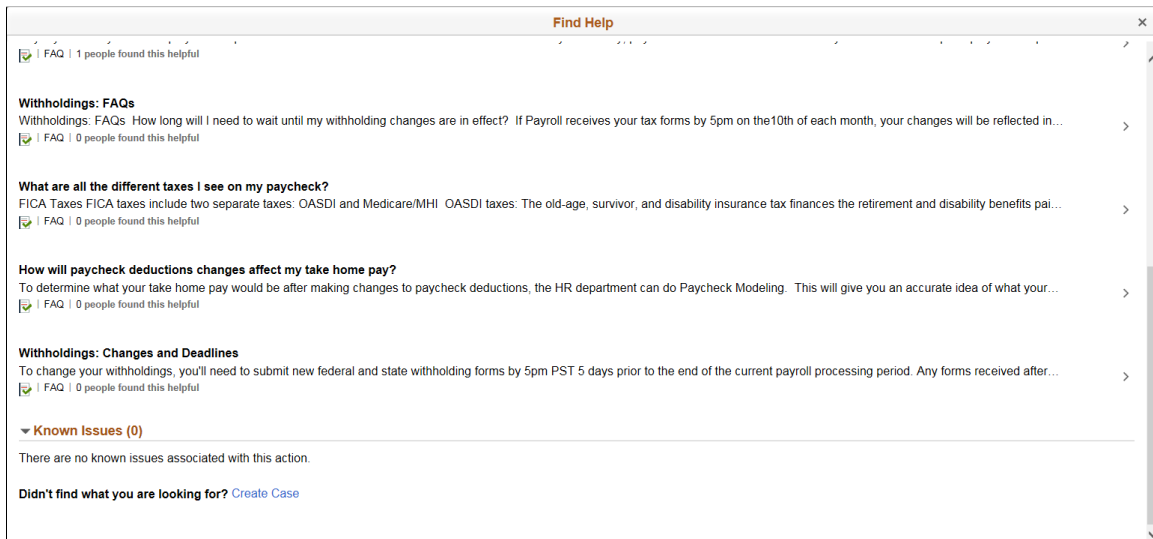 Find Help
FAQ | 1 people found this helpful
Withholdings: FAQs
Withholdings: FAQs How long will I need to wait until my withholding changes are in effect? If Payroll receives your tax forms by 5pm on the10th of each month, your changes will be reflected in…
FAQ | 0 people found this helpful
What are all the different taxes I see on my paycheck?
FICA Taxes FICA taxes include two separate taxes: OASDI and Medicare/MHI OASDI taxes: The old-age, survivor, and disability insurance tax finances the retirement and disability benefits pai…
FAQ | 0 people found this helpful
How will paycheck deductions changes affect my take home pay?
To determine what your take home pay would be after making changes to paycheck deductions, the HR department can do Paycheck Modeling. This will give you an accurate idea of what your…
FAQ | 0 people found this helpful
Withholdings: Changes and Deadlines
To change your withholdings, you'll need to submit new federal and state withholding forms by 5pm PST 5 days prior to the end of the current payroll processing period. Any forms received after…
FAQ | 0 people found this helpful
Known Issues (0)
There are no known issues associated with this action.
Didn't find what you are looking for? Create Case